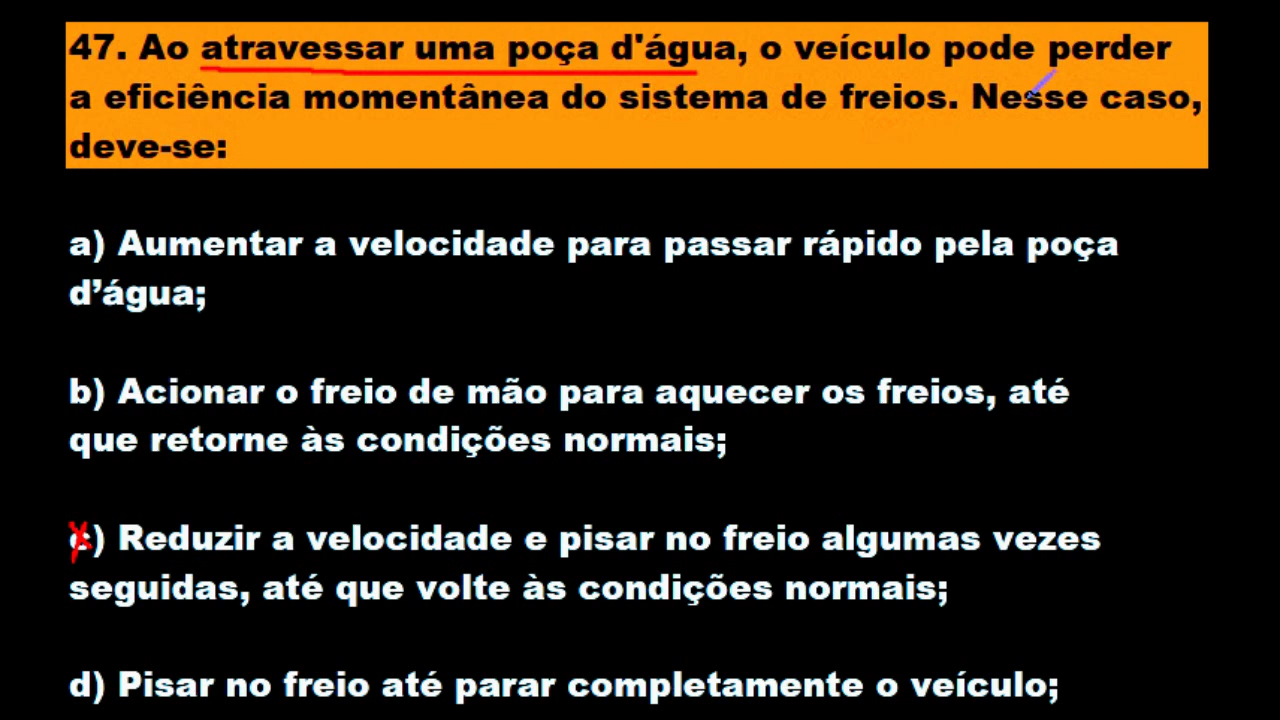 47. Ao atravessar uma poça d'água, o veículo pode perder
a eficiência momentânea do sistema de freios. Nesse caso,
deve-se:
a) Aumentar a velocidade para passar rápido pela poça
d’água;
b) Acionar o freio de mão para aquecer os freios, até
que retorne às condições normais;
c) Reduzir a velocidade e pisar no freio algumas vezes
seguidas, até que volte às condições normais;
d) Pisar no freio até parar completamente o veículo;